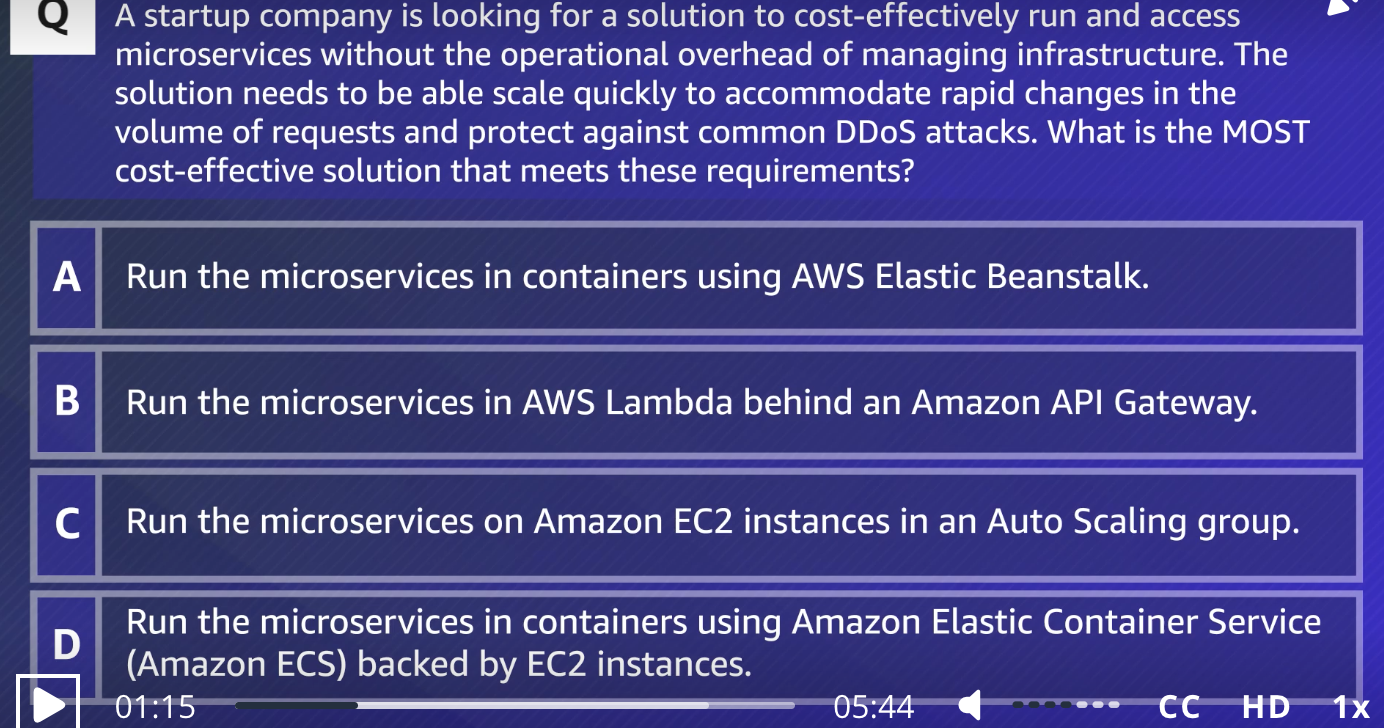 Q
A startup company is looking for a solution to cost-effectively run and access
microservices without the operational overhead of managing infrastructure. The
solution needs to be able scale quickly to accommodate rapid changes in the
volume of requests and protect against common DDoS attacks. What is the MOST
cost-effective solution that meets these requirements?
A
Run the microservices in containers using AWS Elastic Beanstalk.
B
Run the microservices in AWS Lambda behind an Amazon API Gateway.
C
Run the microservices on Amazon EC2 instances in an Auto Scaling group.
D
Run the microservices in containers using Amazon Elastic Container Service
(Amazon ECS) backed by EC2 instances.
01:15 05:44 CC HD 1x